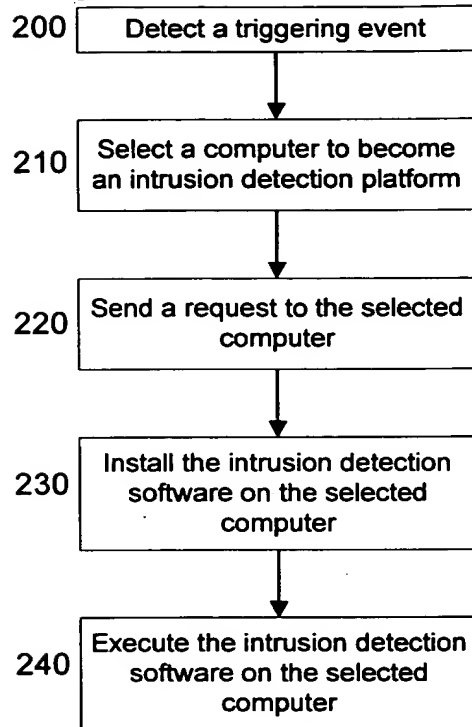 200 Detect a triggering event
210 Select a computer to become
an intrusion detection platform
220 Send a request to the selected
computer
230 Install the intrusion detection
software on the selected
computer
240 Execute the intrusion detection
software on the selected
computer